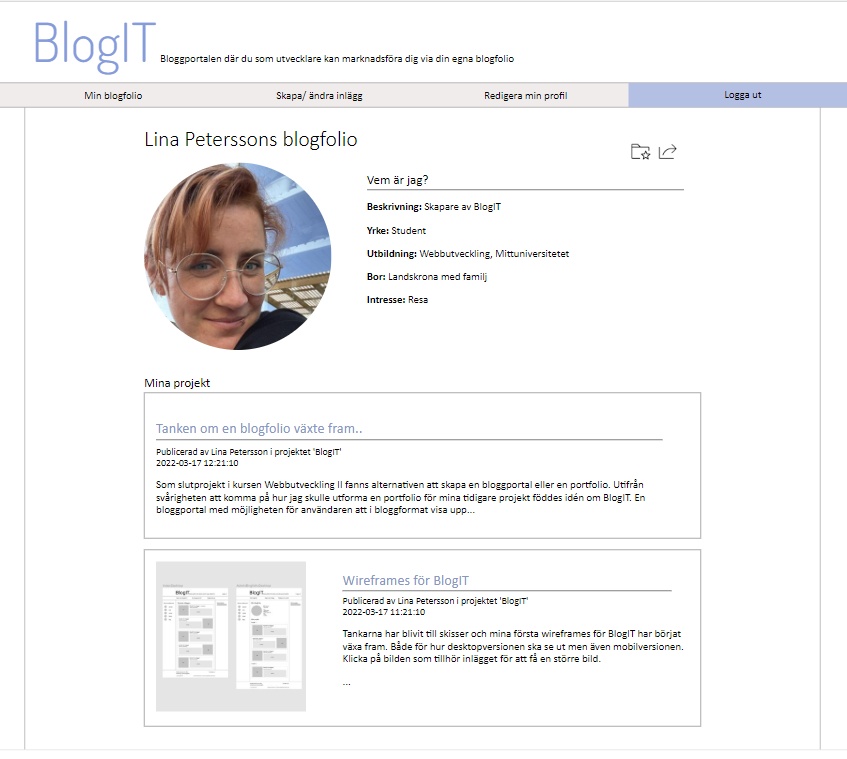 BlogIT Bloggportalen där du som utvecklare kan marknadsföra dig via din egna blogfolio
Min blogfolio Skapa/ ändra inlägg Redigera min profil Logga ut
Lina Peterssons blogfolio
Vem är jag?
Beskrivning: Skapare av BlogIT
Yrke: Student
Utbildning: Webbutveckling, Mittuniversitetet
Bor: Landskrona med familj
Intresse: Resa
Mina projekt
Tanken om en blogfolio växte fram..
Publicerad av Lina Petersson i projektet 'BlogIT'
2022-03-17 12:21:10
Som slutprojekt i kursen Webbutveckling II fanns alternativen att skapa en bloggportal eller en portfolio. Utifrån
svårigheten att komma på hur jag skulle utforma en portfolio för mina tidigare projekt föddes idén om BlogIT. En
bloggportal med möjligheten för användaren att i bloggformat visa upp...
BlogIT BlogIT
Wireframes för BlogIT
Publicerad av Lina Petersson i projektet 'BlogIT'
2022-03-17 11:21:10
Tankarna har blivit till skisser och mina första wireframes för BlogIT har börjat
växa fram. Både för hur desktopversionen ska se ut men även mobilversionen.
Klicka på bilden som tillhör inlägget för att få en större bild.
...